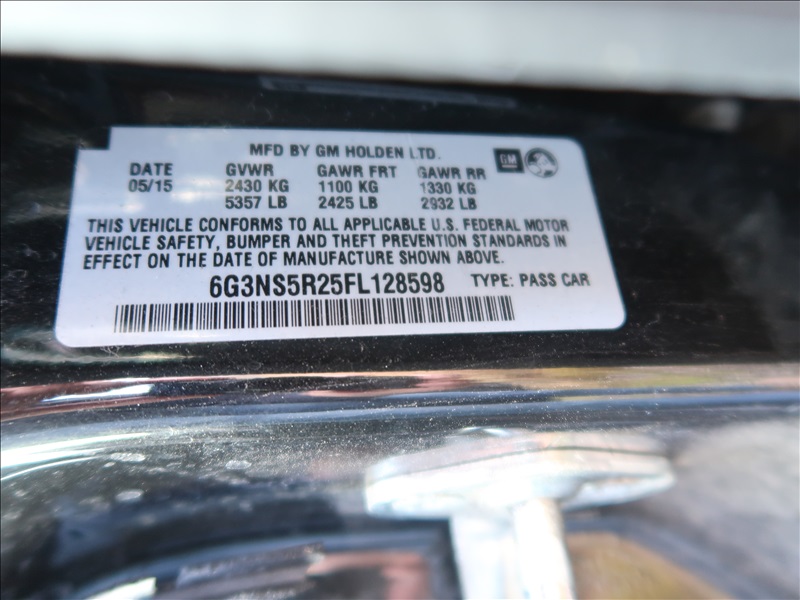 MFD BY GM HOLDEN LTD.
GM
DATE GVWR GAWR FRT GAWR RR
05/15 2430 KG 1100 KG 1330 KG
5357 LB 2425 LB 2932 LB
THIS VEHICLE CONFORMS TO ALL APPLICABLE U.S. FEDERAL MOTOR
VEHICLE SAFETY, BUMPER AND THEFT PREVENTION STANDARDS IN
EFFECT ON THE DATE OF MANUFACTURE SHOWN ABOVE.
6G3NS5R25FL128598 TYPE: PASS CAR